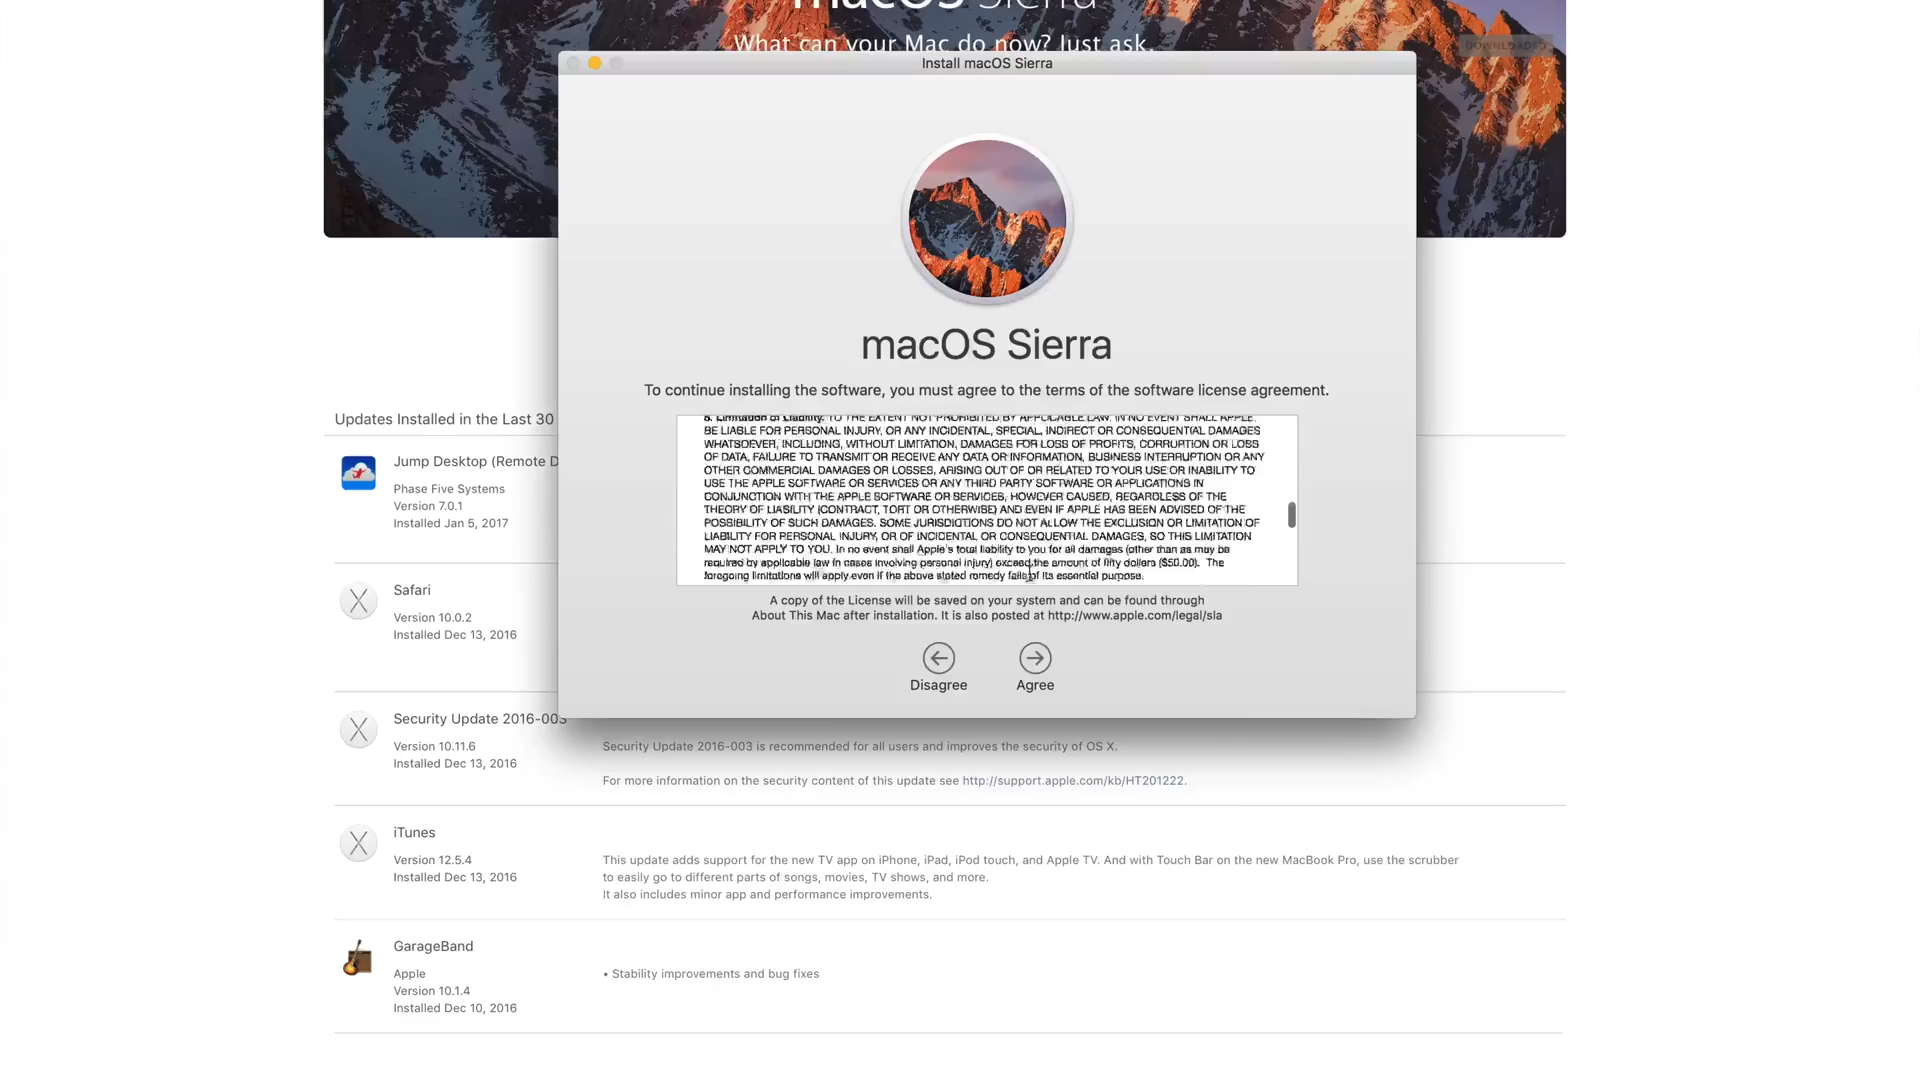 macOS Sierra
What can your Mac do now? Just ask.
DOWNLOADED
Install macOS Sierra
macOS Sierra
To continue installing the software, you must agree to the terms of the software license agreement.
8. Limitation of Liability. TO THE EXTENT NOT PROHIBITED BY APPLICABLE LAW, IN NO EVENT SHALL APPLE
BE LIABLE FOR PERSONAL INJURY, OR ANY INCIDENTAL, SPECIAL, INDIRECT OR CONSEQUENTIAL DAMAGES
WHATSOEVER, INCLUDING, WITHOUT LIMITATION, DAMAGES FOR LOSS OF PROFITS, CORRUPTION OR LOSS
OF DATA, FAILURE TO TRANSMIT OR RECEIVE ANY DATA OR INFORMATION, BUSINESS INTERRUPTION OR ANY
OTHER COMMERCIAL DAMAGES OR LOSSES, ARISING OUT OF OR RELATED TO YOUR USE OR INABILITY TO
USE THE APPLE SOFTWARE OR SERVICES OR ANY THIRD PARTY SOFTWARE OR APPLICATIONS IN
CONJUNCTION WITH THE APPLE SOFTWARE OR SERVICES, HOWEVER CAUSED, REGARDLESS OF THE
THEORY OF LIABILITY (CONTRACT, TORT OR OTHERWISE) AND EVEN IF APPLE HAS BEEN ADVISED OF THE
POSSIBILITY OF SUCH DAMAGES. SOME JURISDICTIONS DO NOT ALLOW THE EXCLUSION OR LIMITATION OF
LIABILITY FOR PERSONAL INJURY, OR OF INCIDENTAL OR CONSEQUENTIAL DAMAGES, SO THIS LIMITATION
MAY NOT APPLY TO YOU. In no event shall Apple's total liability to you for all damages (other than as may be
required by applicable law in cases involving personal injury) exceed the amount of fifty dollars ($50.00). The
foregoing limitations will apply even if the above stated remedy fails of its essential purpose.
A copy of the License will be saved on your system and can be found through
About This Mac after installation. It is also posted at http://www.apple.com/legal/sla
Disagree
Agree
Updates Installed in the Last 30
Jump Desktop (Remote D
Phase Five Systems
Version 7.0.1
Installed Jan 5, 2017
Safari
Version 10.0.2
Installed Dec 13, 2016
Security Update 2016-003
Version 10.11.6
Installed Dec 13, 2016
Security Update 2016-003 is recommended for all users and improves the security of OS X.
For more information on the security content of this update see http://support.apple.com/kb/HT201222.
iTunes
Version 12.5.4
Installed Dec 13, 2016
This update adds support for the new TV app on iPhone, iPad, iPod touch, and Apple TV. And with Touch Bar on the new MacBook Pro, use the scrubber
to easily go to different parts of songs, movies, TV shows, and more.
It also includes minor app and performance improvements.
GarageBand
Apple
Version 10.1.4
Installed Dec 10, 2016
• Stability improvements and bug fixes